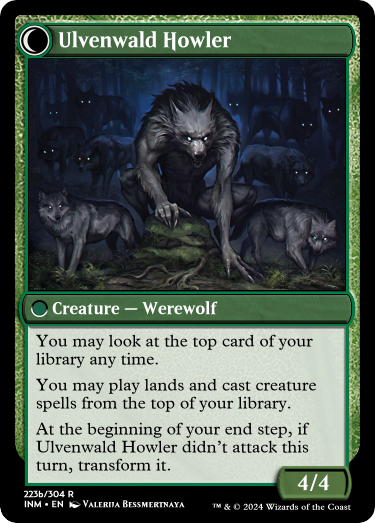 Ulvenwald Howler
Creature — Werewolf
You may look at the top card of your
library any time.
You may play lands and cast creature
spells from the top of your library.
At the beginning of your end step, if
Ulvenwald Howler didn't attack this
turn, transform it.
4/4
223b/304 R
INM • EN Valerija Bessmertnaya
™ & © 2024 Wizards of the Coast